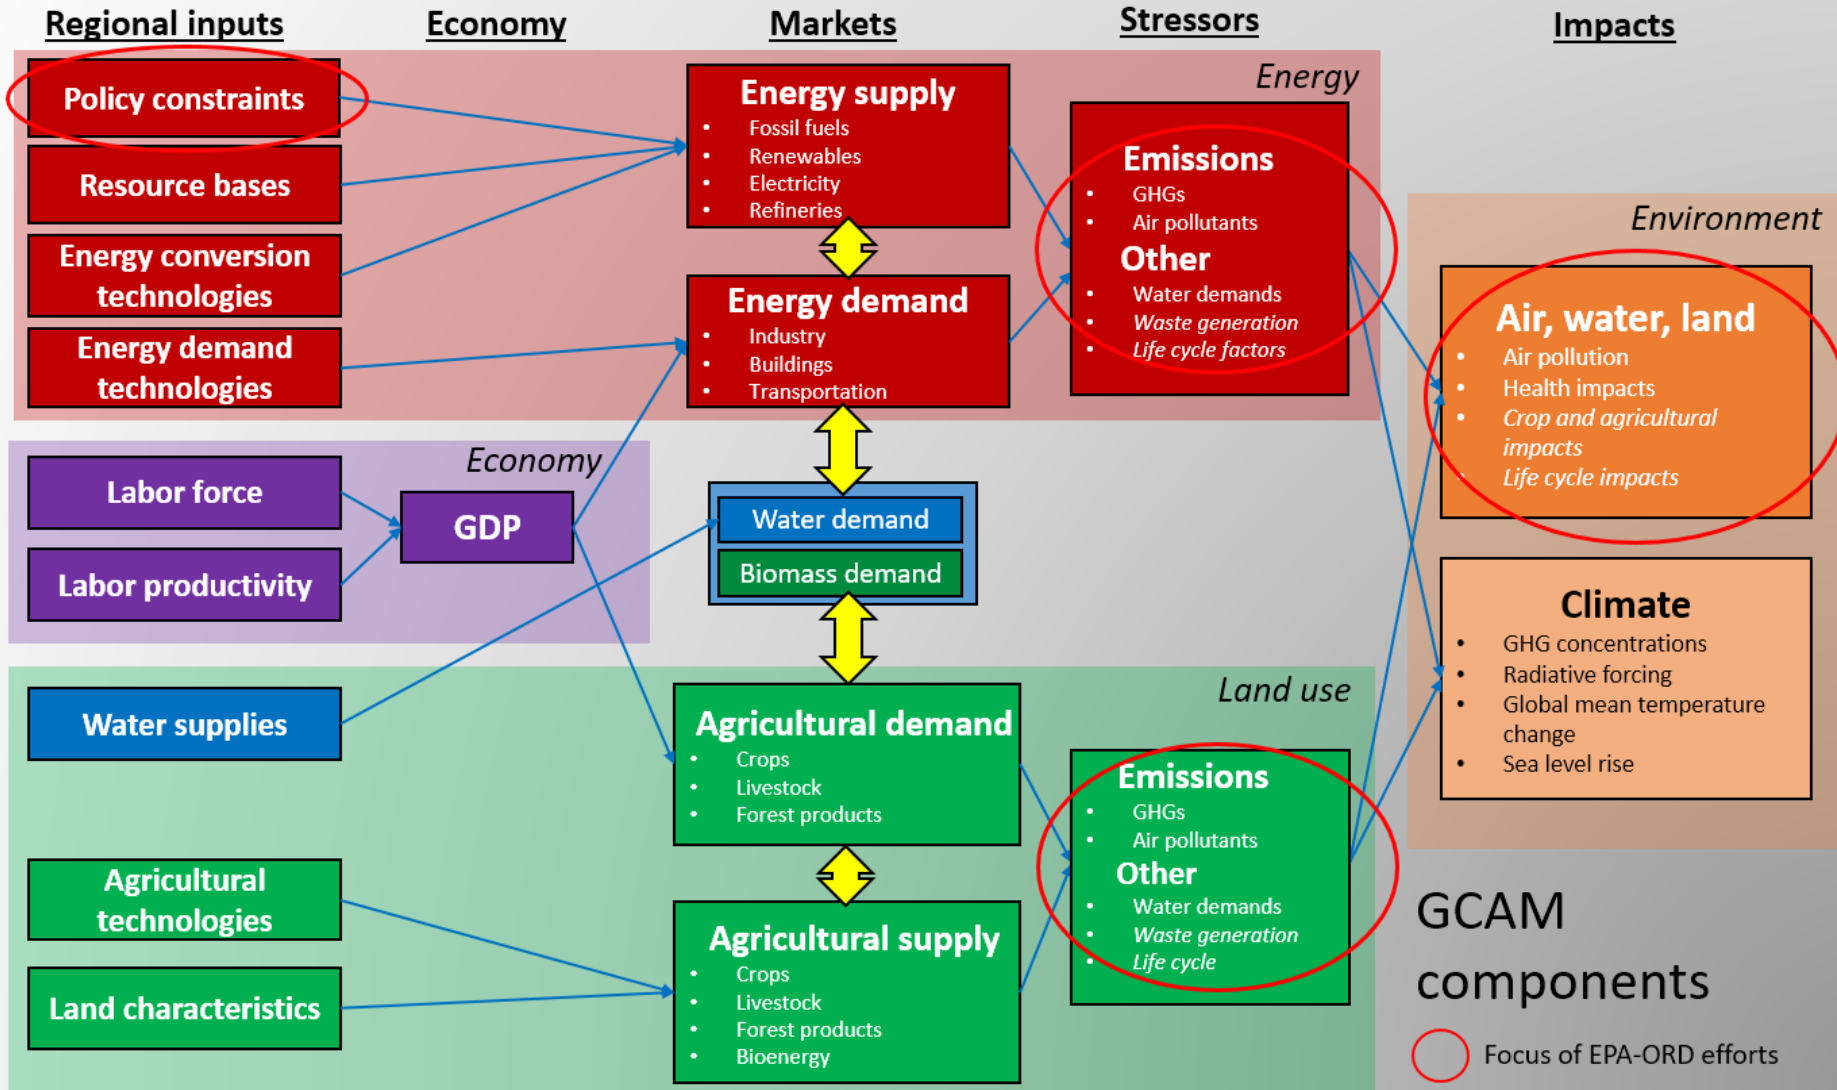 Regional inputs
Economy
Markets
Stressors
Impacts
Energy
Policy constraints
Resource bases
Energy conversion
technologies
Energy demand
technologies
Energy supply
• Fossil fuels
• Renewables
• Electricity
• Refineries
Energy demand
• Industry
• Buildings
• Transportation
Emissions
• GHGs
• Air pollutants
Other
• Water demands
• Waste generation
• Life cycle factors
Economy
Labor force
Labor productivity
GDP
Water demand
Biomass demand
Land use
Water supplies
Agricultural
technologies
Land characteristics
Agricultural demand
• Crops
• Livestock
• Forest products
Agricultural supply
• Crops
• Livestock
• Forest products
• Bioenergy
Emissions
• GHGs
• Air pollutants
Other
• Water demands
• Waste generation
• Life cycle
Environment
Air, water, land
• Air pollution
• Health impacts
• Crop and agricultural
impacts
• Life cycle impacts
Climate
• GHG concentrations
• Radiative forcing
• Global mean temperature
change
• Sea level rise
GCAM
components
Focus of EPA-ORD efforts